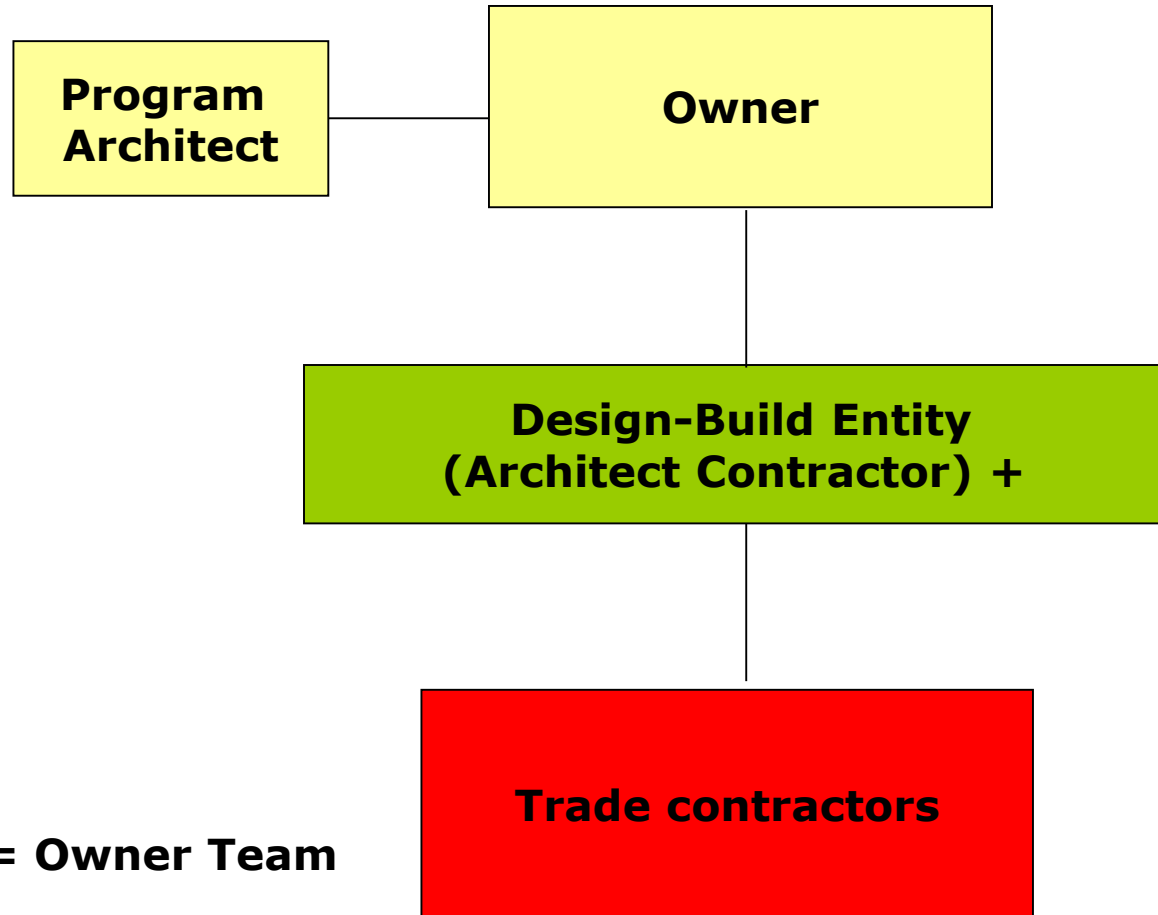 Program
Architect
Owner
Design-Build Entity
(Architect Contractor) +
Trade contractors
= Owner Team